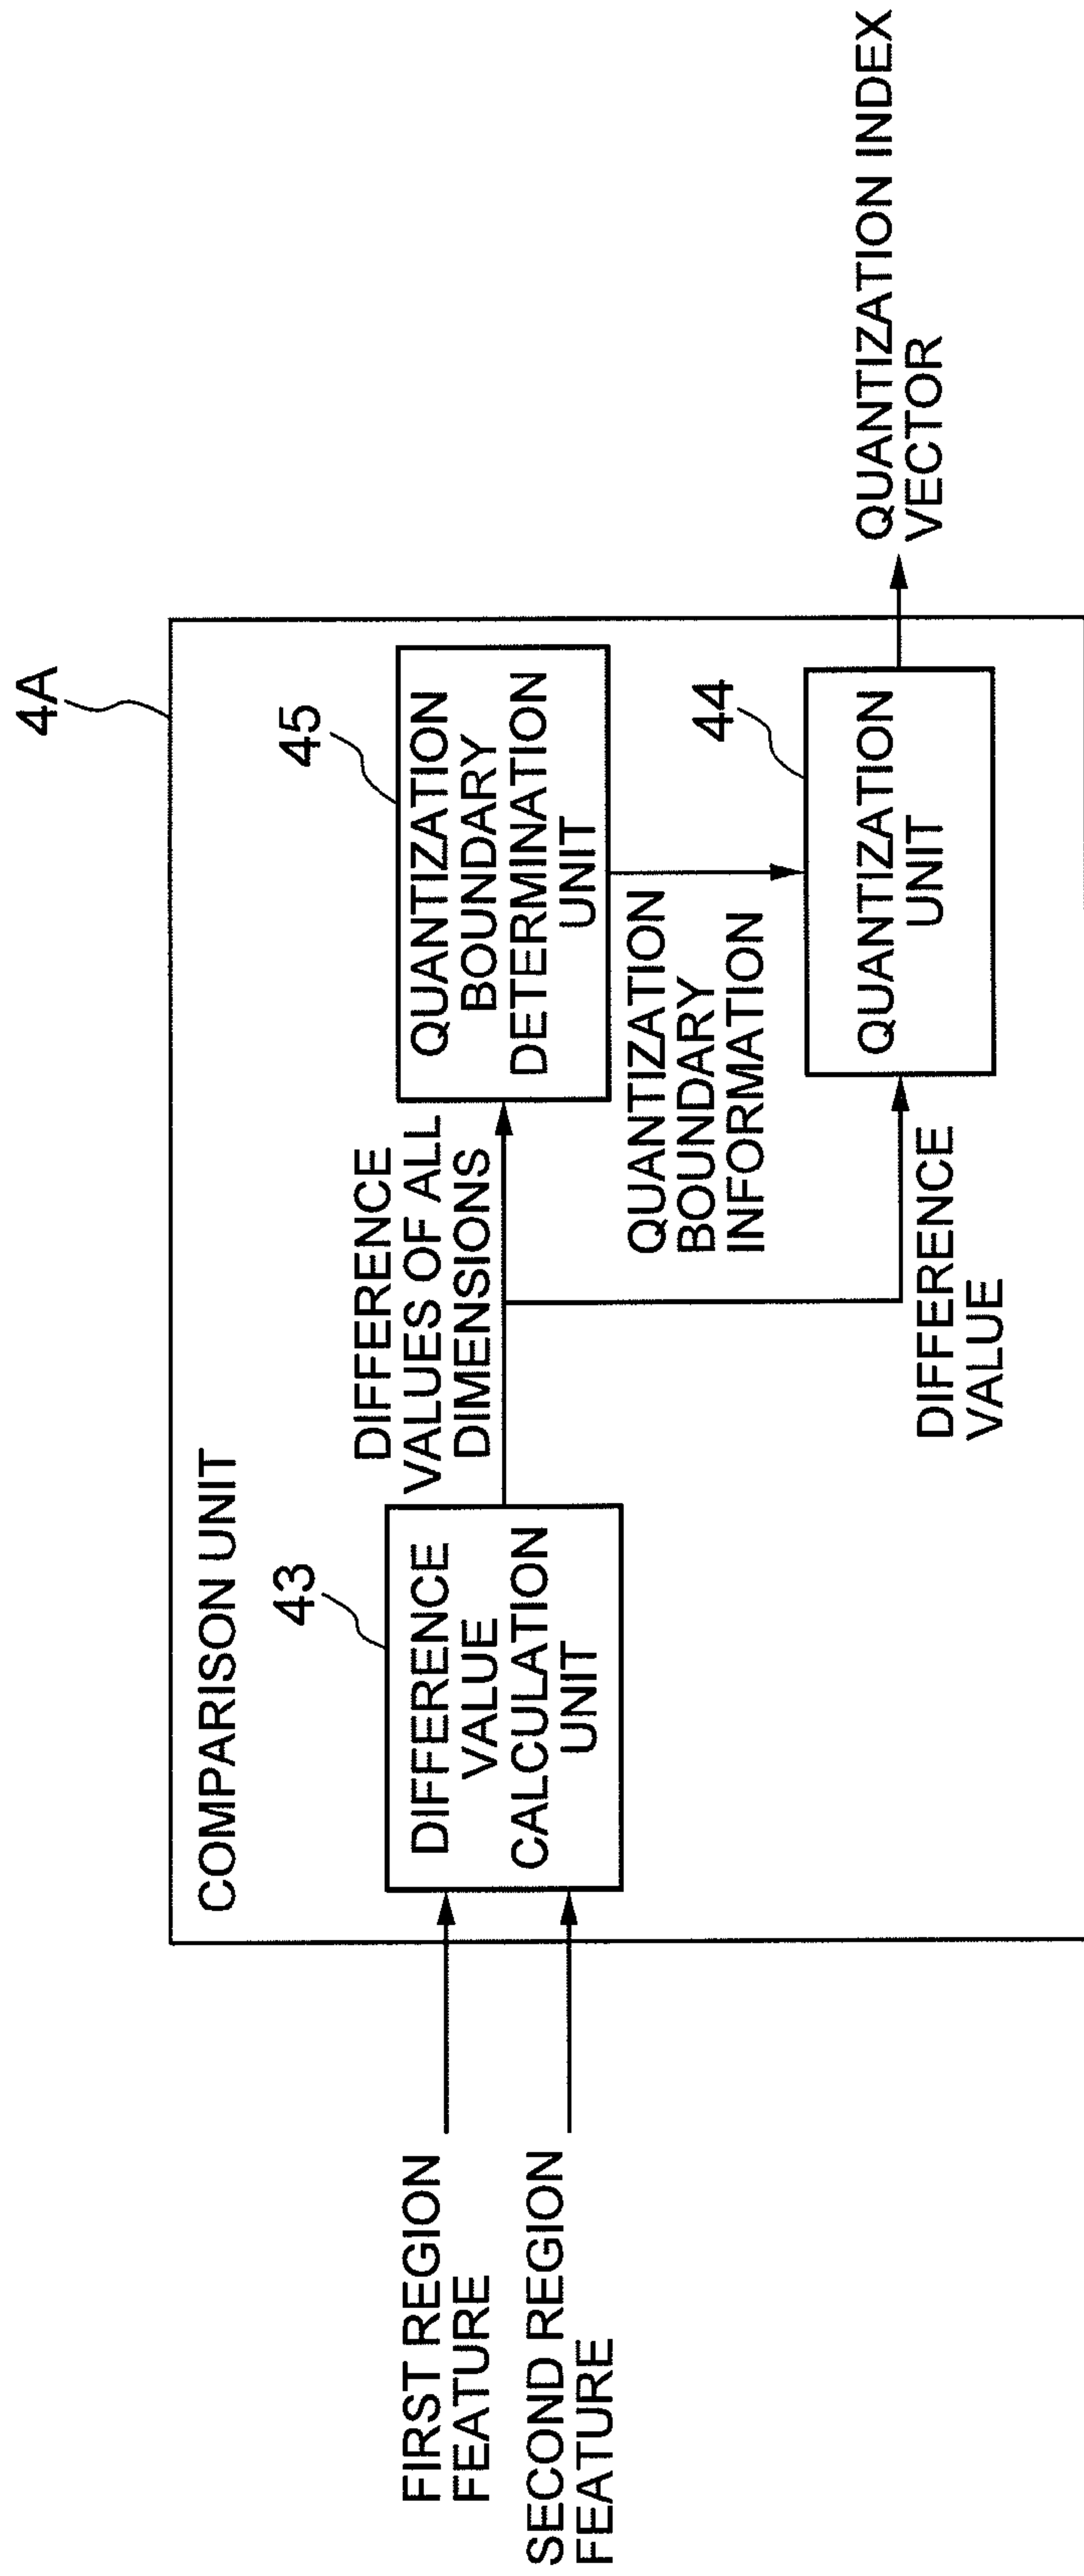 4A
COMPARISON UNIT
FIRST REGION
FEATURE
SECOND REGION
FEATURE
43
DIFFERENCE
VALUE
CALCULATION
UNIT
DIFFERENCE
VALUES OF ALL
DIMENSIONS
45
QUANTIZATION
BOUNDARY
DETERMINATION
UNIT
QUANTIZATION
BOUNDARY
INFORMATION
DIFFERENCE
VALUE
44
QUANTIZATION
UNIT
QUANTIZATION INDEX
VECTOR